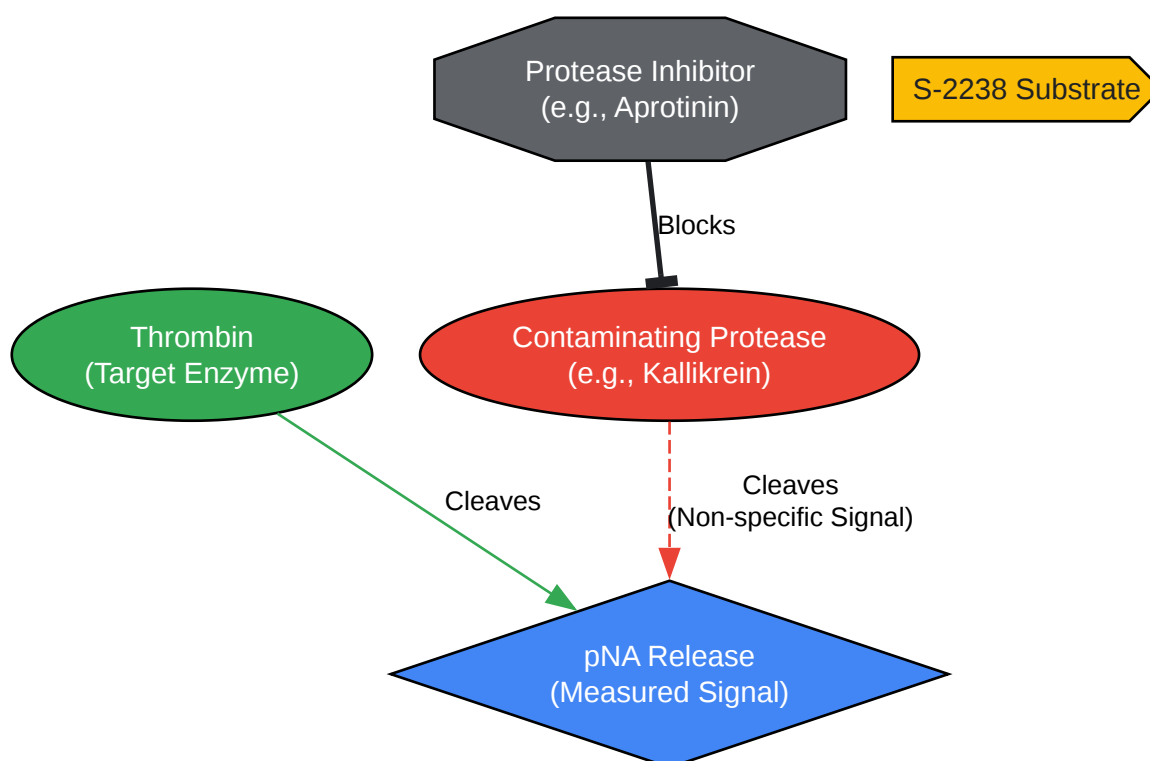 Protease Inhibitor
(e.g., Aprotinin)
S-2238 Substrate
Blocks
Thrombin
(Target Enzyme)
Contaminating Protease
(e.g., Kallikrein)
Cleaves
Cleaves
(Non-specific Signal)
pNA Release
(Measured Signal)